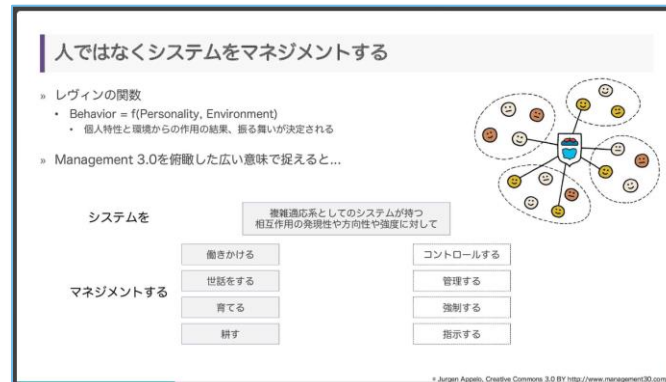 人ではなくシステムをマネジメントする
» レヴィンの関数
• Behavior = f(Personality, Environment)
• 個人特性と環境からの作用の結果、振る舞いが決定される
» Management 3.0を俯瞰した広い意味で捉えると...
システムを
複雑適応系としてのシステムが持つ
相互作用の発現性や方向性や強度に対して
マネジメントする
働きかける
世話をする
育てる
耕す
コントロールする
管理する
強制する
指示する
* Jurgen Appelo, Creative Commons 3.0 BY http://www.management30.com